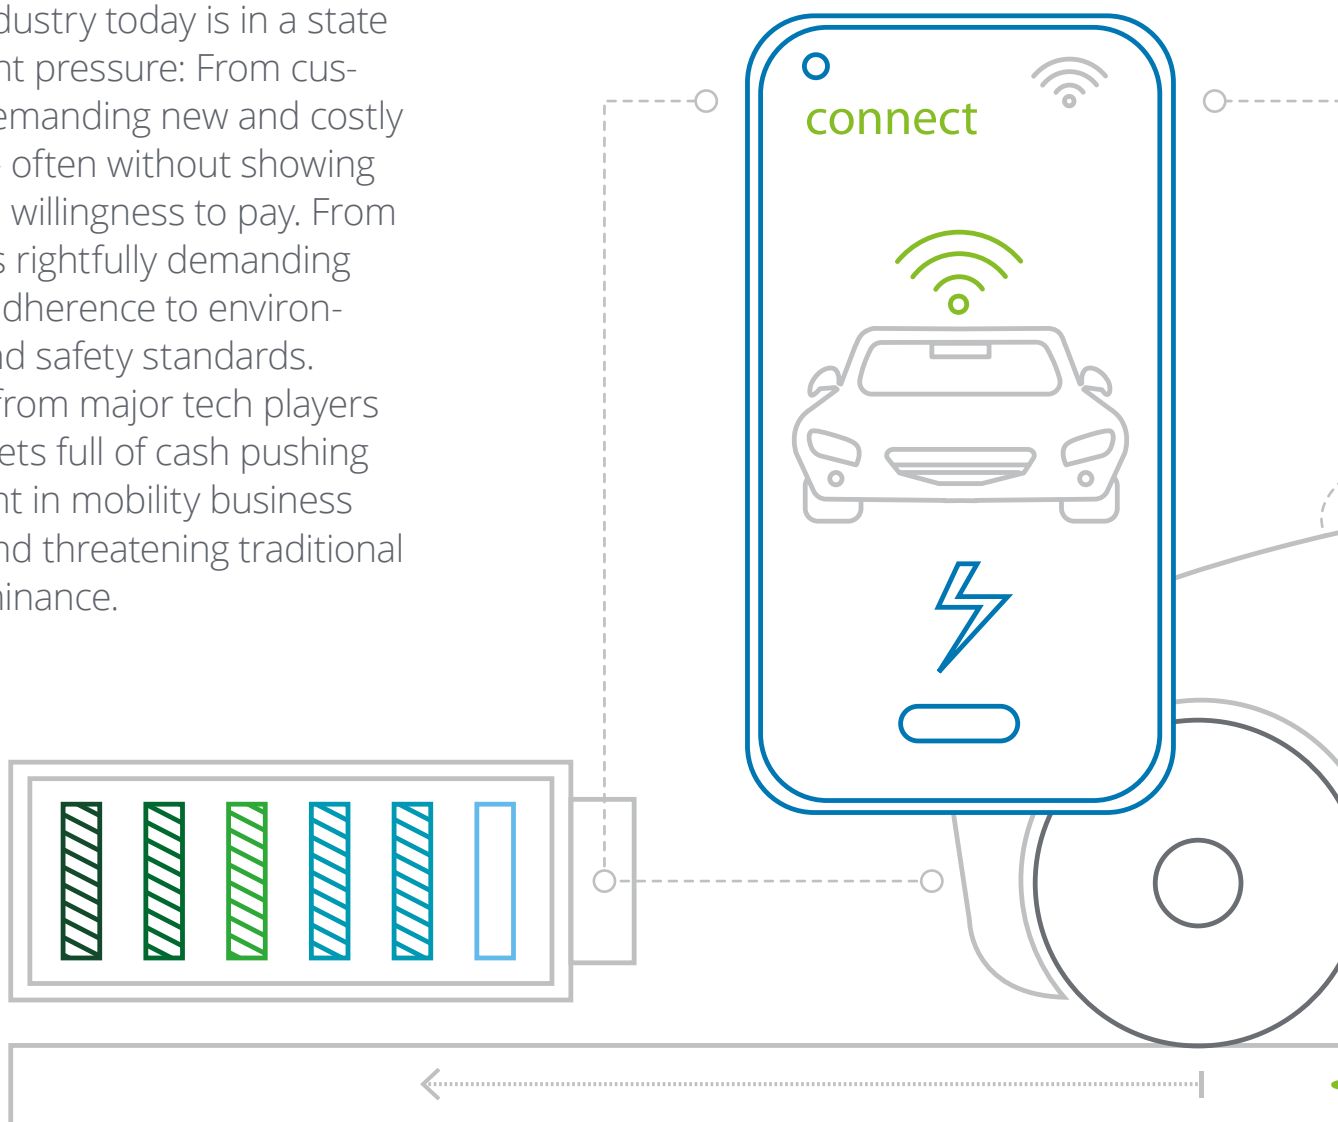 dustry today is in a state
nt pressure: From cus-
emanding new and costly
often without showing
willingness to pay. From
s rightfully demanding
dherence to environ-
nd safety standards.
from major tech players
ets full of cash pushing
nt in mobility business
nd threatening traditional
inance.
connect